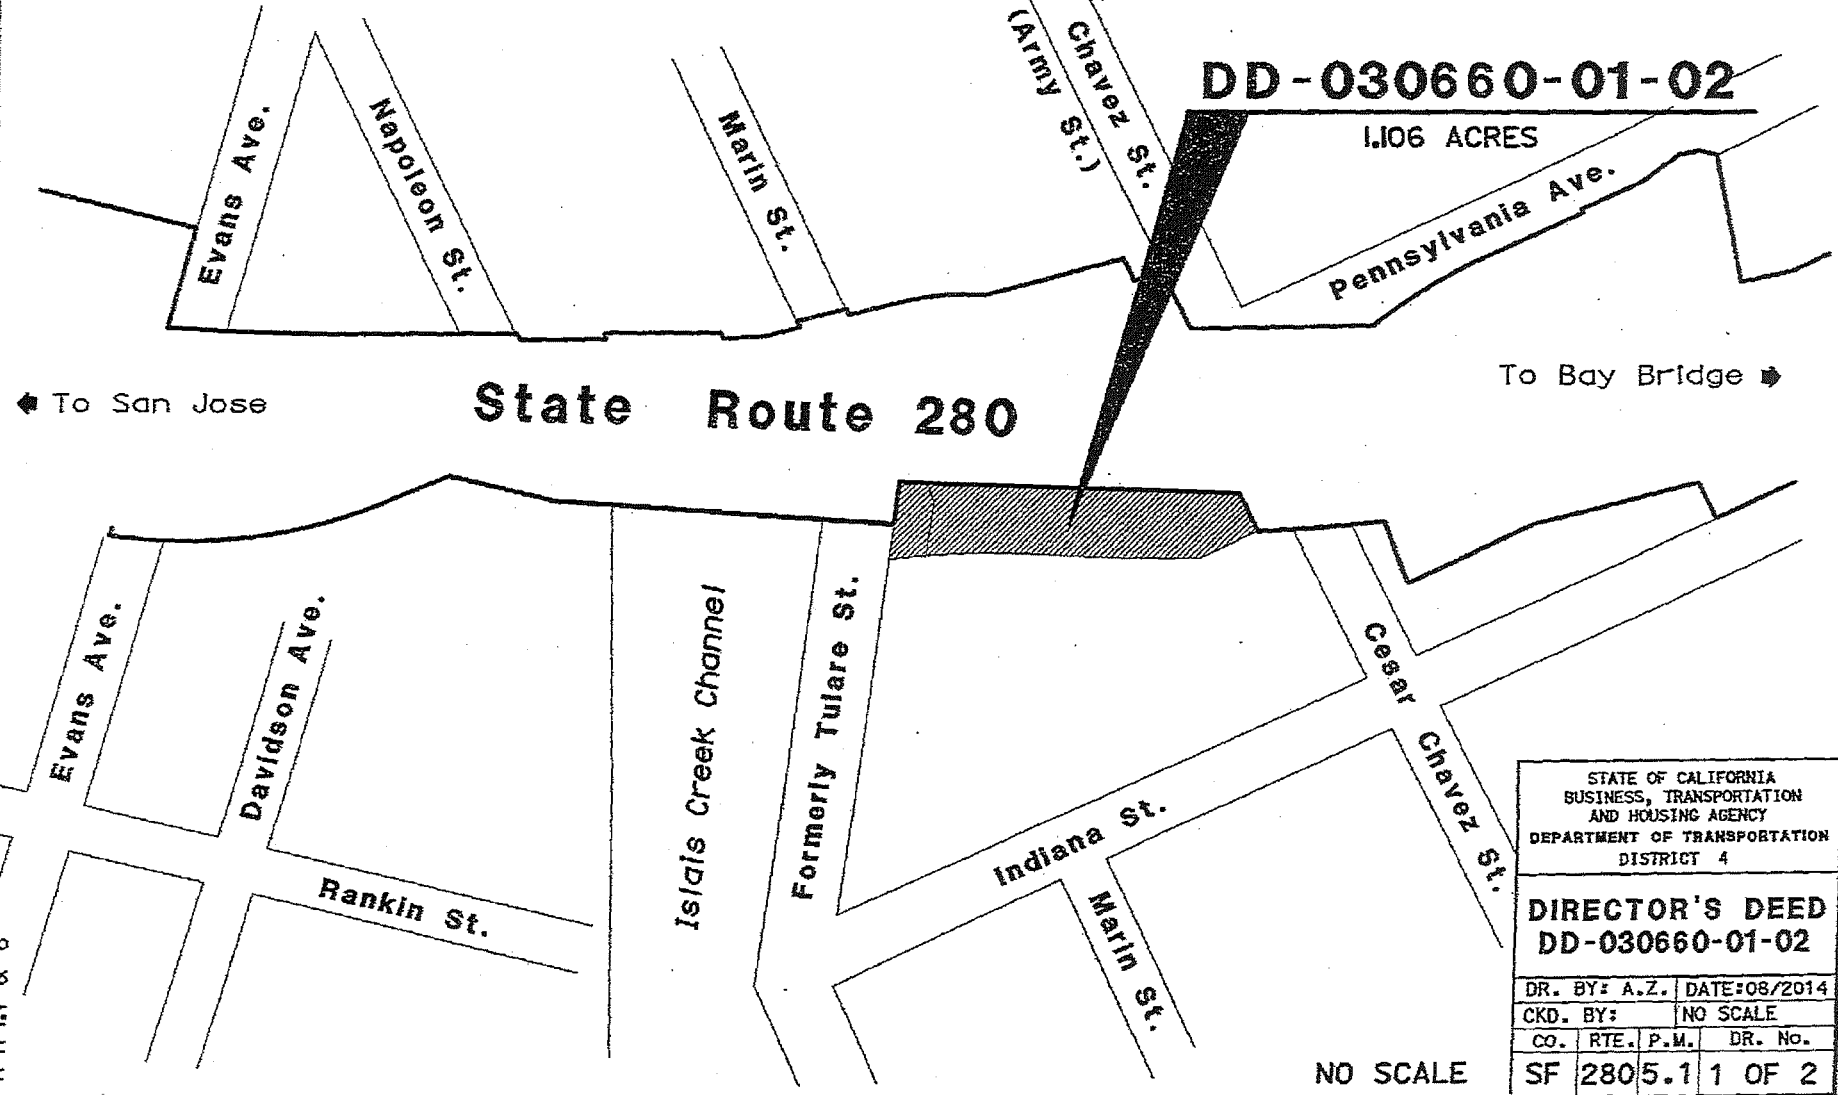 Evans Ave.
Napoleon St.
Marin St.
Chavez St.
(Army St.)
DD-030660-01-02
1.106 ACRES
Pennsylvania Ave.
To San Jose
State Route 280
To Bay Bridge
Evans Ave.
Davidson Ave.
Rankin St.
Islais Creek Channel
Formerly Tulare St.
Indiana St.
Marin St.
Cesar Chavez St.
NO SCALE
STATE OF CALIFORNIA
BUSINESS, TRANSPORTATION
AND HOUSING AGENCY
DEPARTMENT OF TRANSPORTATION
DISTRICT 4
DIRECTOR'S DEED
DD-030660-01-02
DR. BY: A.Z. DATE:08/2014
CKD. BY: NO SCALE
CO. RTE. P.M. DR. No.
SF 280 5.1 1 OF 2